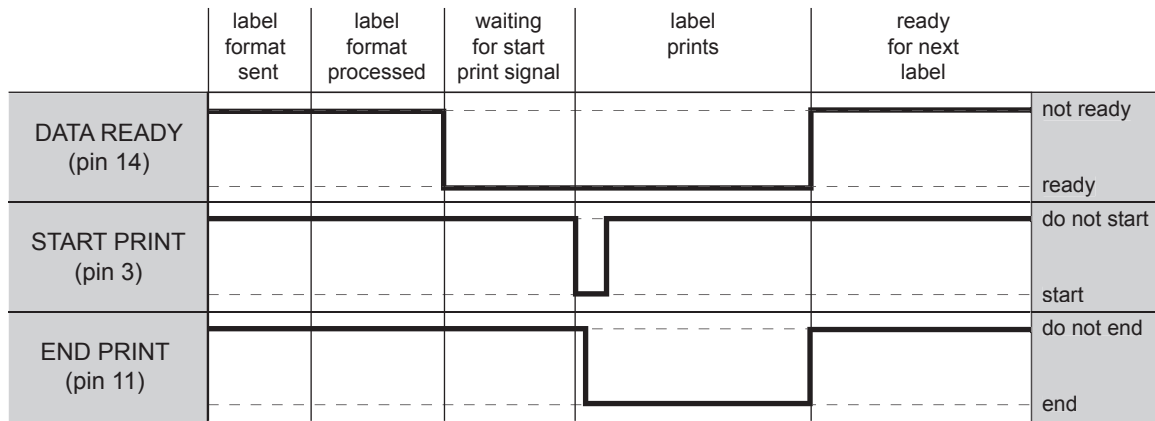 label
format
sent
label
format
processed
waiting
for start
print signal
label
prints
ready
for next
label
DATA READY
(pin 14)
not ready
ready
START PRINT
(pin 3)
do not start
start
END PRINT
(pin 11)
do not end
end